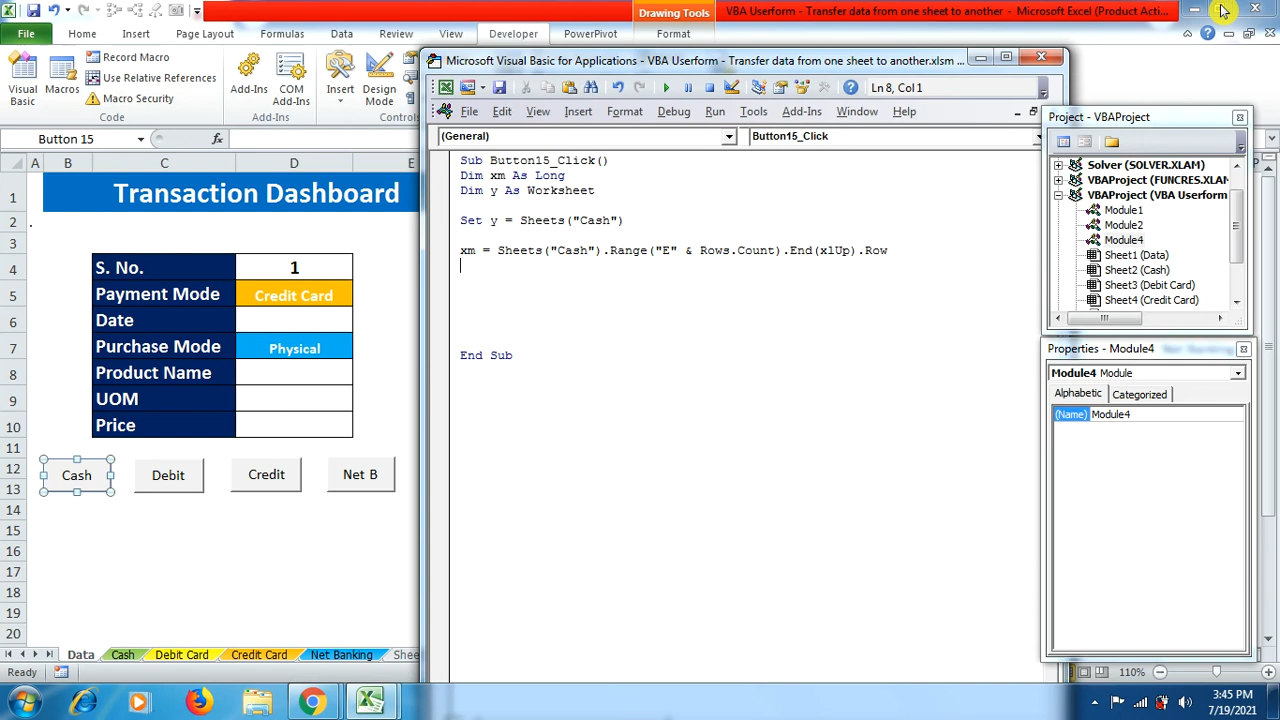 Drawing Tools
VBA Userform - Transfer data from one sheet to another - Microsoft Excel (Product Acti...
File Home Insert Page Layout Formulas Data Review View Developer PowerPivot Format
Visual Basic
Macros
Record Macro
Use Relative References
Macro Security
Code
Add-Ins
COM Add-Ins
Add-Ins
Insert
Design Mode
Controls
Button 15
fx
A B C D E
1 2 3 4 5 6 7 8 9 10 11 12 13 14 15 16 17 18 19 20
Transaction Dashboard
S. No. 1
Payment Mode Credit Card
Date
Purchase Mode Physical
Product Name
UOM
Price
Cash Debit Credit Net B
Data Cash Debit Card Credit Card Net Banking Shee
Ready
110%
Microsoft Visual Basic for Applications - VBA Userform - Transfer data from one sheet to another.xlsm ...
Ln 8, Col 1
File Edit View Insert Format Debug Run Tools Add-Ins Window Help
(General)
Button15_Click
Sub Button15_Click()
Dim xm As Long
Dim y As Worksheet
Set y = Sheets("Cash")
xm = Sheets("Cash").Range("E" & Rows.Count).End(xlUp).Row
End Sub
Project - VBAProject
Solver (SOLVER.XLAM)
VBAProject (FUNCRES.XLAM
VBAProject (VBA Userform
Module1
Module2
Module4
Sheet1 (Data)
Sheet2 (Cash)
Sheet3 (Debit Card)
Sheet4 (Credit Card)
Properties - Module4
Module4 Module
Alphabetic Categorized
(Name) Module4
3:45 PM
7/19/2021